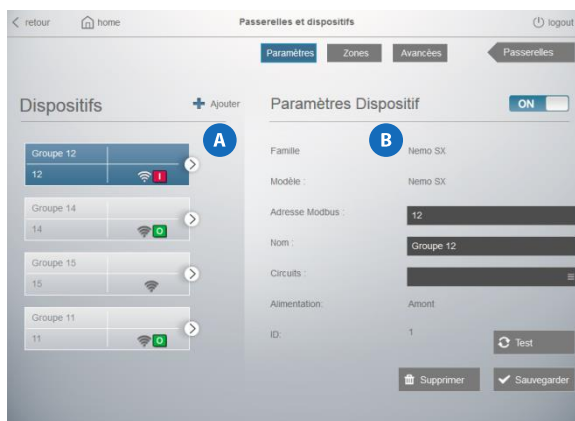 retour home Passerelles et dispositifs logout
Paramètres Zones Avancées Passerelles
Dispositifs Ajouter Paramètres Dispositif ON
A B
Groupe 12
12 I
Groupe 14
14 O
Groupe 15
15
Groupe 11
11 O
Famille Nemo SX
Modèle : Nemo SX
Adresse Modbus : 12
Nom : Groupe 12
Circuits :
Alimentation: Amont
ID: 1
Test
Supprimer Sauvegarder